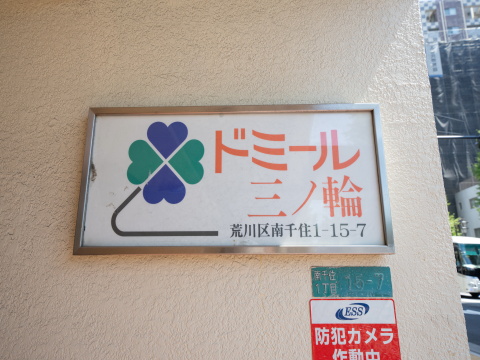 ドミール
三ノ輪
荒川区南千住1-15-7
南千住
1丁目
15-7
ESS
防犯カメラ
作動中